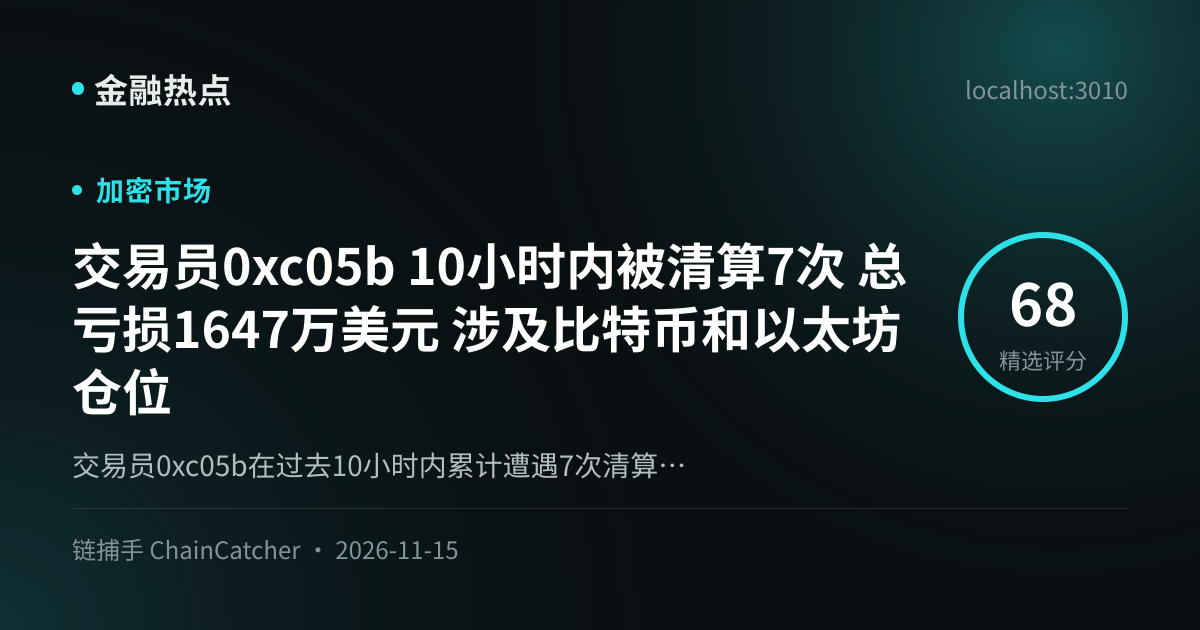 金融热点
localhost:3010
加密市场
交易员0xc05b 10小时内被清算7次 总
亏损1647万美元 涉及比特币和以太坊
仓位
68
精选评分
交易员0xc05b在过去10小时内累计遭遇7次清算…
链捕手 ChainCatcher · 2026-11-15